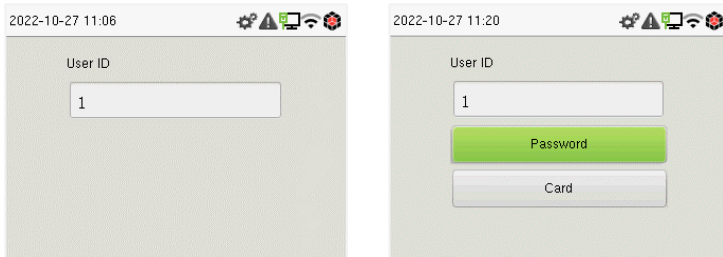 2022-10-27 11:06
User ID
1
2022-10-27 11:20
User ID
1
Password
Card